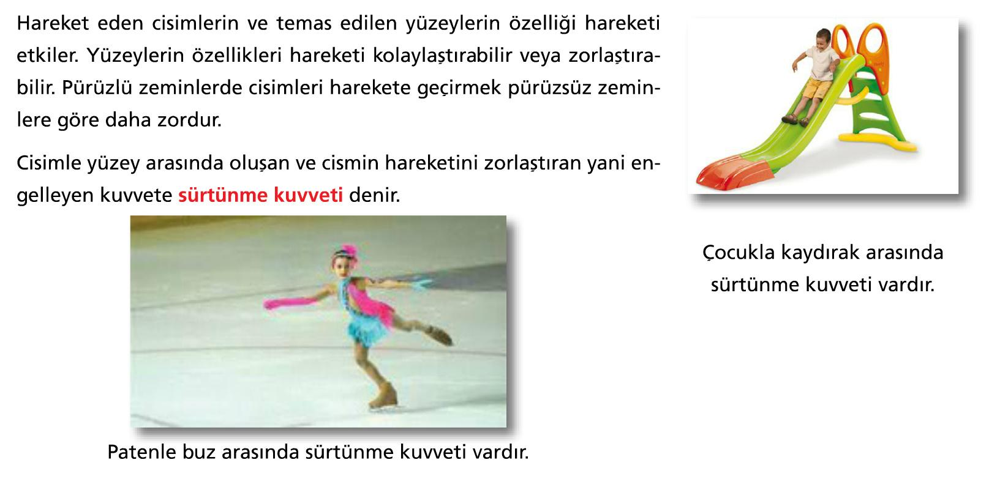 Hareket eden cisimlerin ve temas edilen yüzeylerin özelliği hareketi
etkiler. Yüzeylerin özellikleri hareketi kolaylaştırabilir veya zorlaştıra-
bilir. Pürüzlü zeminlerde cisimleri harekete geçirmek pürüzsüz zemin-
lere göre daha zordur.
Cisimle yüzey arasında oluşan ve cismin hareketini zorlaştıran yani en-
gelleyen kuvvete sürtünme kuvveti denir.
Çocukla kaydırak arasında
sürtünme kuvveti vardır.
Patenle buz arasında sürtünme kuvveti vardır.